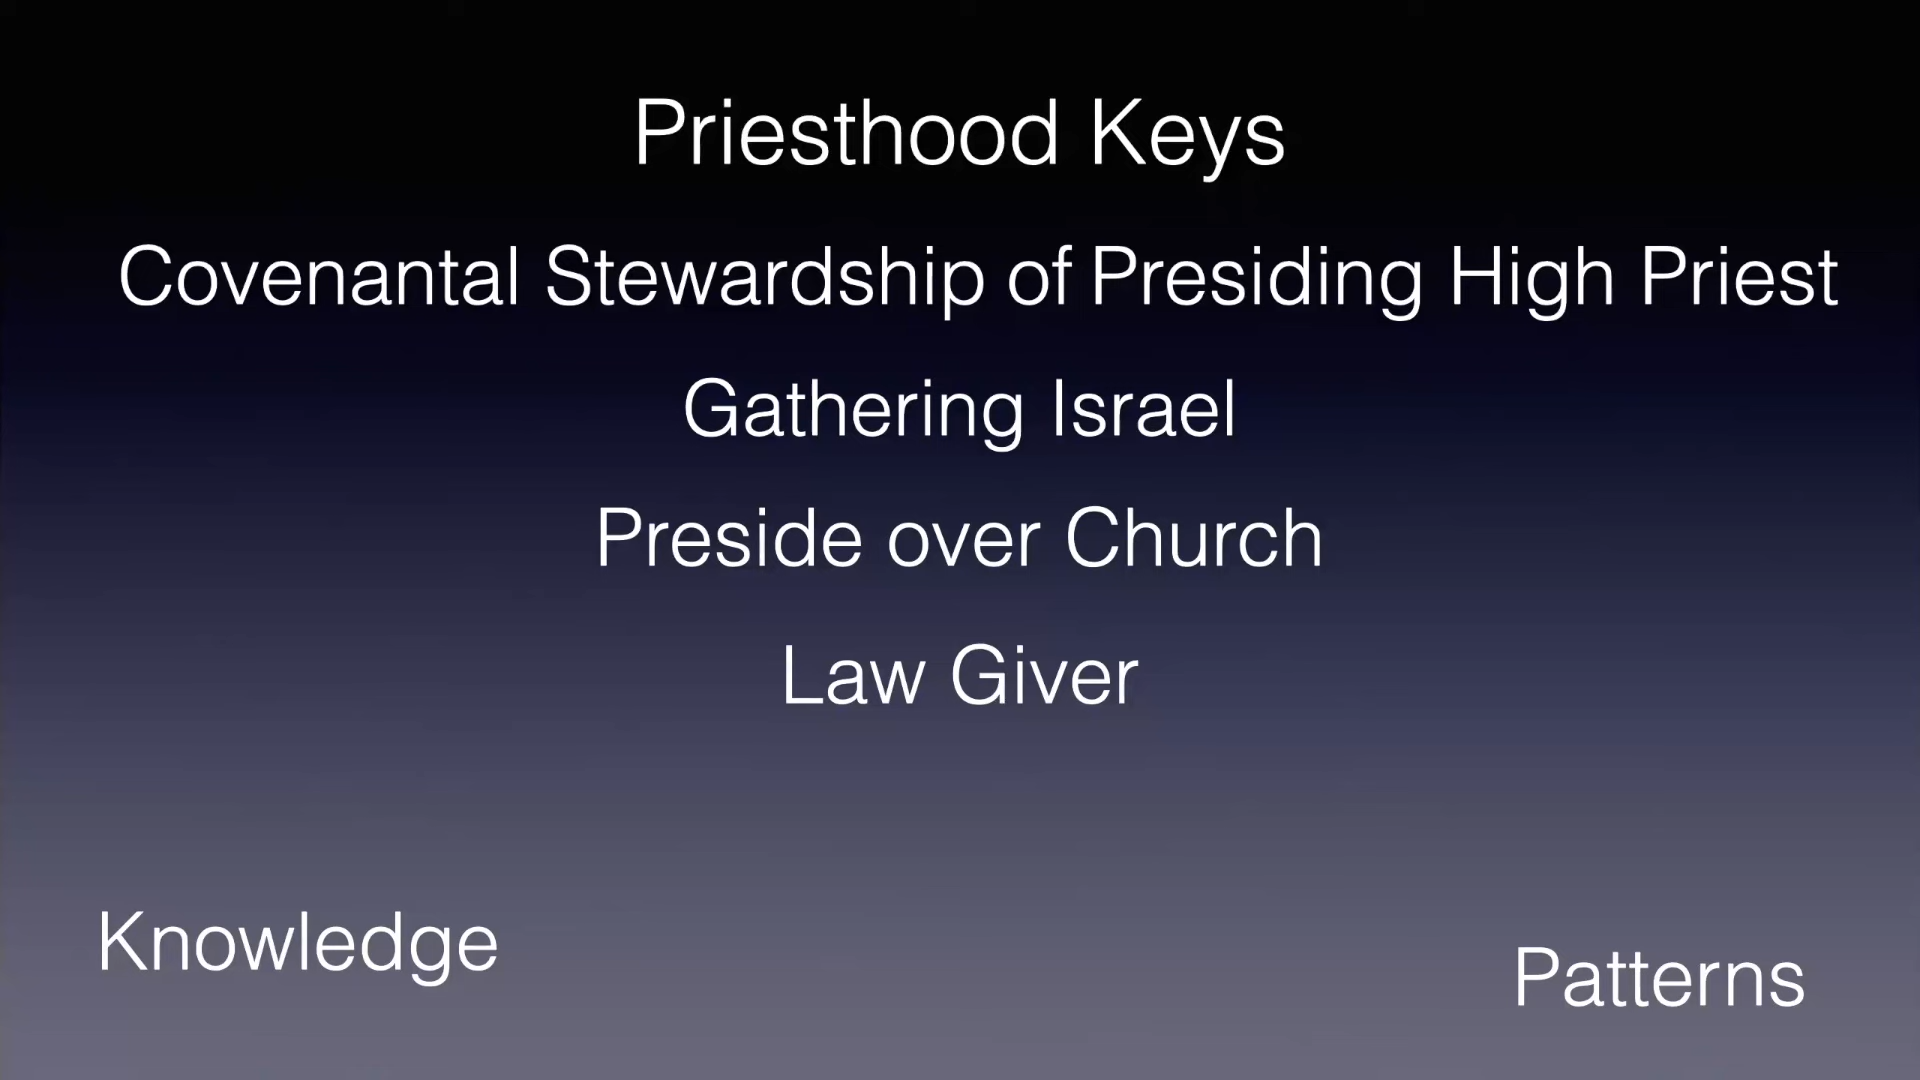 Priesthood Keys
Covenantal Stewardship of Presiding High Priest
Gathering Israel
Preside over Church
Law Giver
Knowledge
Patterns